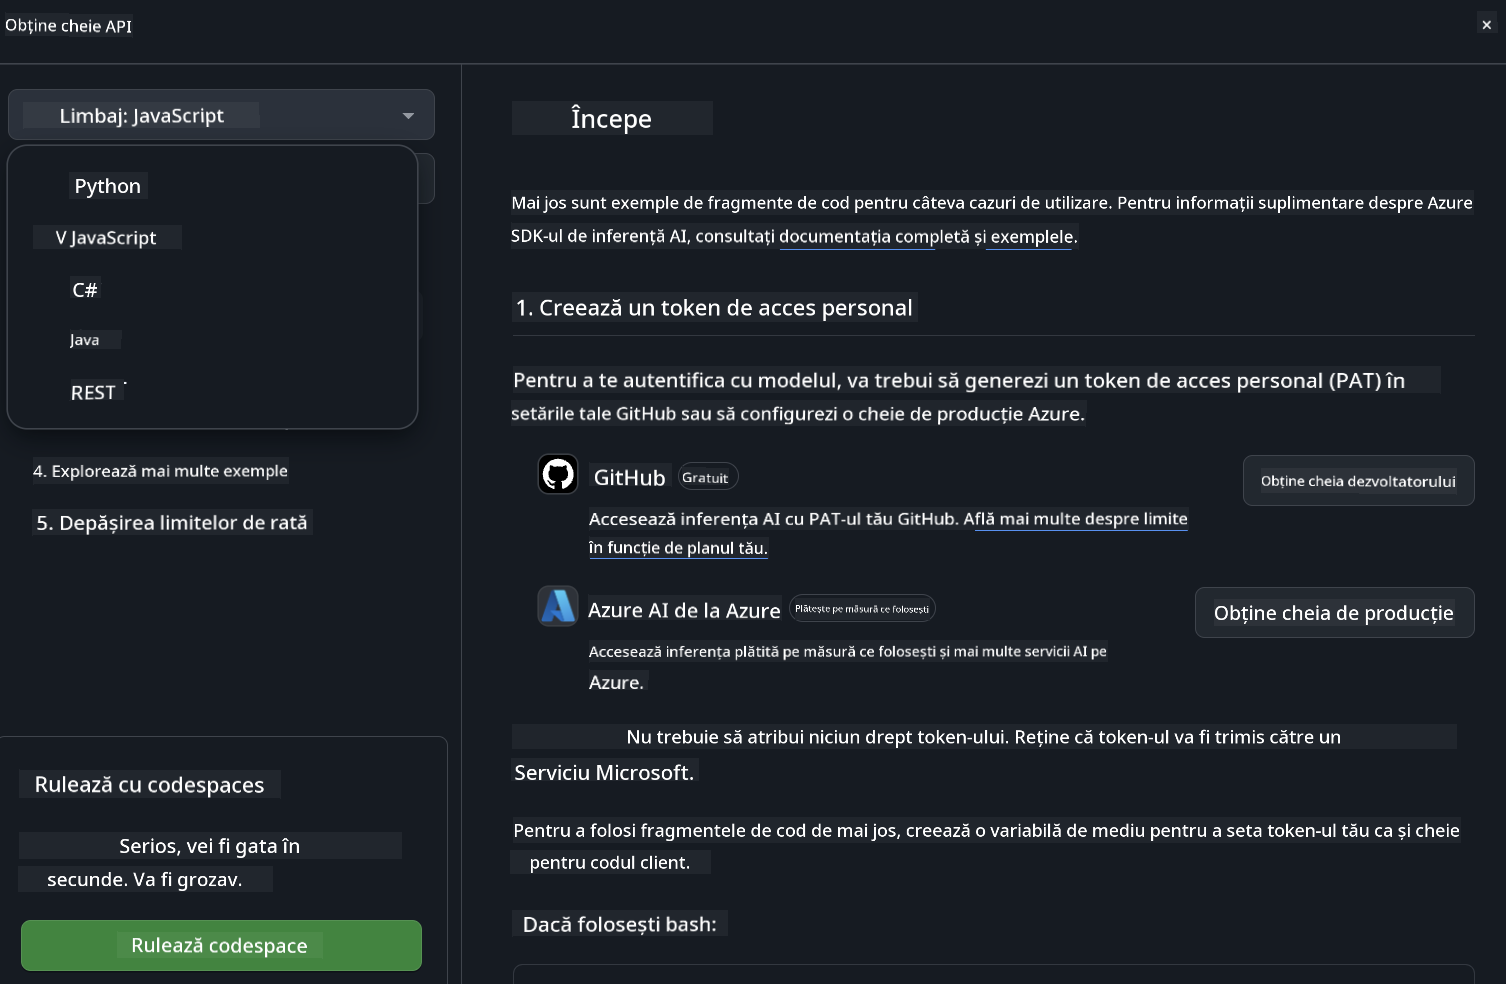 Obține cheie API
×
Limbaj: JavaScript
Python
V JavaScript
C#
Java
REST
4. Explorează mai multe exemple
5. Depășirea limitelor de rată
Rulează cu codespaces
Serios, vei fi gata în
secunde. Va fi grozav.
Rulează codespace
Începe
Mai jos sunt exemple de fragmente de cod pentru câteva cazuri de utilizare. Pentru informații suplimentare despre Azure
SDK-ul de inferență AI, consultați documentația completă și exemplele.
1. Creează un token de acces personal
Pentru a te autentifica cu modelul, va trebui să generezi un token de acces personal (PAT) în
setările tale GitHub sau să configurezi o cheie de producție Azure.
GitHub Gratuit
Obține cheia dezvoltatorului
Accesează inferența AI cu PAT-ul tău GitHub. Află mai multe despre limite
în funcție de planul tău.
Azure AI de la Azure Plătește pe măsură ce folosești
Obține cheia de producție
Accesează inferența plătită pe măsură ce folosești și mai multe servicii AI pe
Azure.
Nu trebuie să atribui niciun drept token-ului. Reține că token-ul va fi trimis către un
Serviciu Microsoft.
Pentru a folosi fragmentele de cod de mai jos, creează o variabilă de mediu pentru a seta token-ul tău ca și cheie
pentru codul client.
Dacă folosești bash: